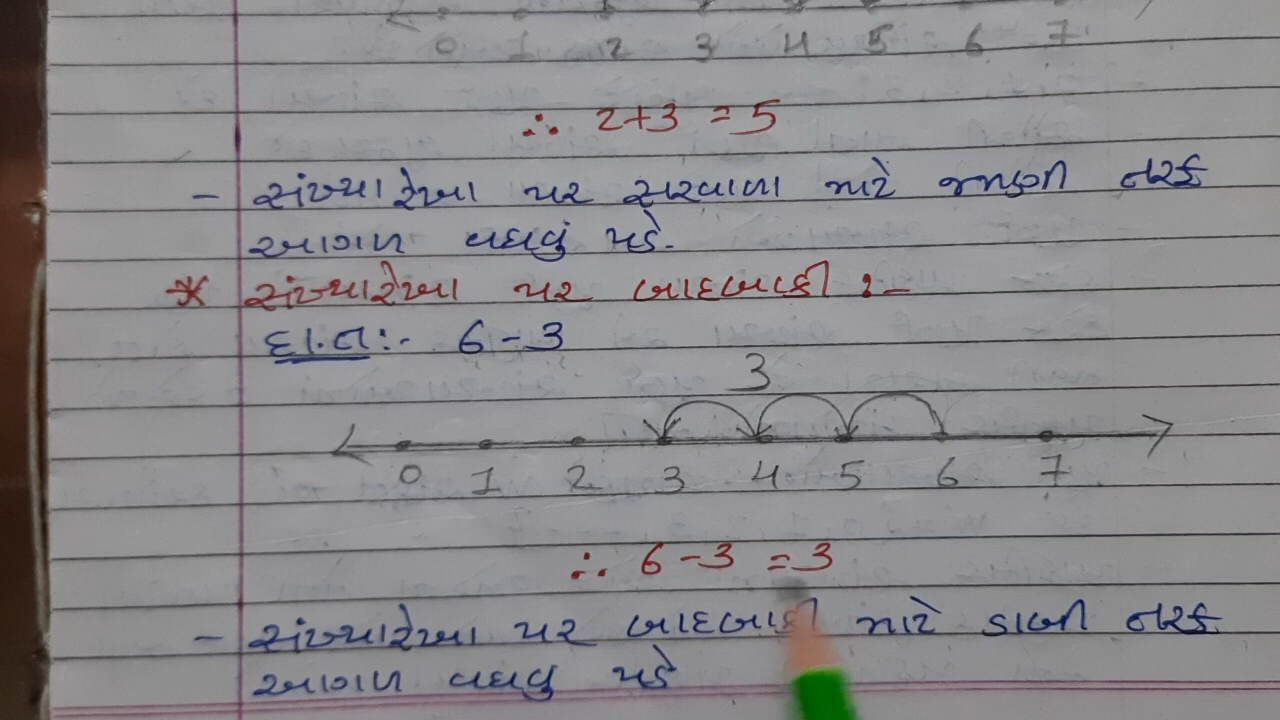 0 1 2 3 4 5 6 7
∴ 2+3 = 5
- સંખ્યારેખા પર સરવાળા માટે જમણી તરફ
આગળ વધવું પડે.
* સંખ્યારેખા પર બાદબાકી :-
દા.ત.:- 6-3
3
0 1 2 3 4 5 6 7
∴ 6-3 = 3
- સંખ્યારેખા પર બાદબાકી માટે ડાબી તરફ
આગળ વધવું પડે